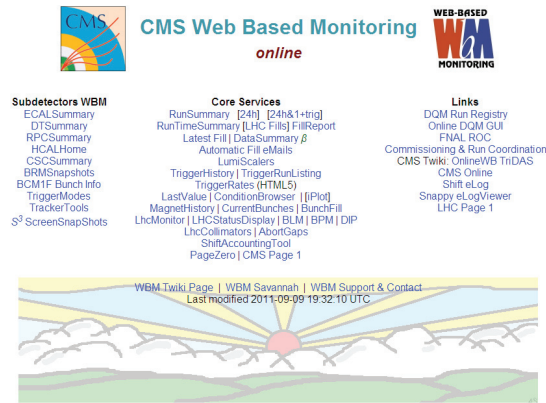 CMS
CMS Web Based Monitoring
online
WEB-BASED
WbM
MONITORING
Subdetectors WBM
ECALSummary
DTSummary
RPCSummary
HCALHome
CSCSummary
BRMSnapshots
BCM1F Bunch Info
TriggerModes
TrackerTools
S³ ScreenSnapShots
Core Services
RunSummary [24h] [24h&1+trig]
RunTimeSummary [LHC Fills] FillReport
Latest Fill | DataSummary β
Automatic Fill eMails
LumiScalers
TriggerHistory | TriggerRunListing
TriggerRates (HTML5)
LastValue | ConditionBrowser | [iPlot]
MagnetHistory | CurrentBunches | BunchFill
LhcMonitor | LHCStatusDisplay | BLM | BPM | DIP
LhcCollimators | AbortGaps
ShiftAccountingTool
PageZero | CMS Page 1
Links
DQM Run Registry
Online DQM GUI
FNAL ROC
Commissioning & Run Coordination
CMS Twiki: OnlineWB TriDAS
CMS Online
Shift eLog
Snappy eLogViewer
LHC Page 1
WBM Twiki Page | WBM Savannah | WBM Support & Contact
Last modified 2011-09-09 19:32:10 UTC